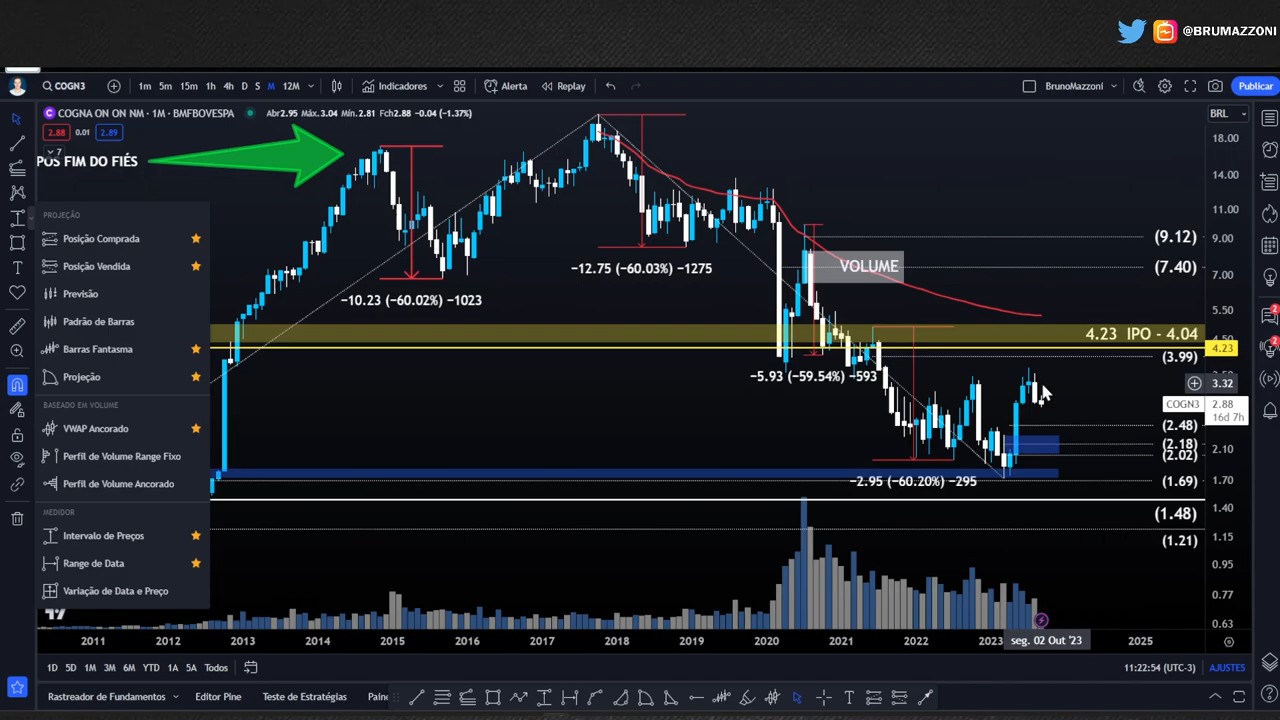 @BRUMAZZONI
COGN3
1m 5m 15m 1h 4h D S M 12M
Indicadores
Alerta
Replay
BrunoMazzoni
Publicar
COGNA ON ON NM · 1M · BMFBOVESPA
Abr2.95 Máx.3.04 Mín.2.81 Fch2.88 -0.04 (-1.37%)
BRL
2.88 0.01 2.89
7
POS FIM DO FIÉS
18.00
14.00
11.00
9.00
7.00
5.50
2.10
1.70
1.40
1.15
0.95
0.77
0.63
PROJEÇÃO
Posição Comprada
Posição Vendida
Previsão
Padrão de Barras
Barras Fantasma
Projeção
BASEADO EM VOLUME
VWAP Ancorado
Perfil de Volume Range Fixo
Perfil de Volume Ancorado
MEDIDOR
Intervalo de Preços
Range de Data
Variação de Data e Preço
−10.23 (−60.02%) −1023
−12.75 (−60.03%) −1275
VOLUME
−5.93 (−59.54%) −593
−2.95 (−60.20%) −295
(9.12)
(7.40)
4.23 IPO - 4.04
4.23
(3.99)
3.32
2.88
16d 7h
(2.48)
(2.18)
(2.02)
(1.69)
(1.48)
(1.21)
2011 2012 2013 2014 2015 2016 2017 2018 2019 2020 2021 2022 2023 2025
seg. 02 Out '23
1D 5D 1M 3M 6M YTD 1A 5A Todos
11:22:54 (UTC-3)
AJUSTES
Rastreador de Fundamentos
Editor Pine
Teste de Estratégias
Paine
2
2